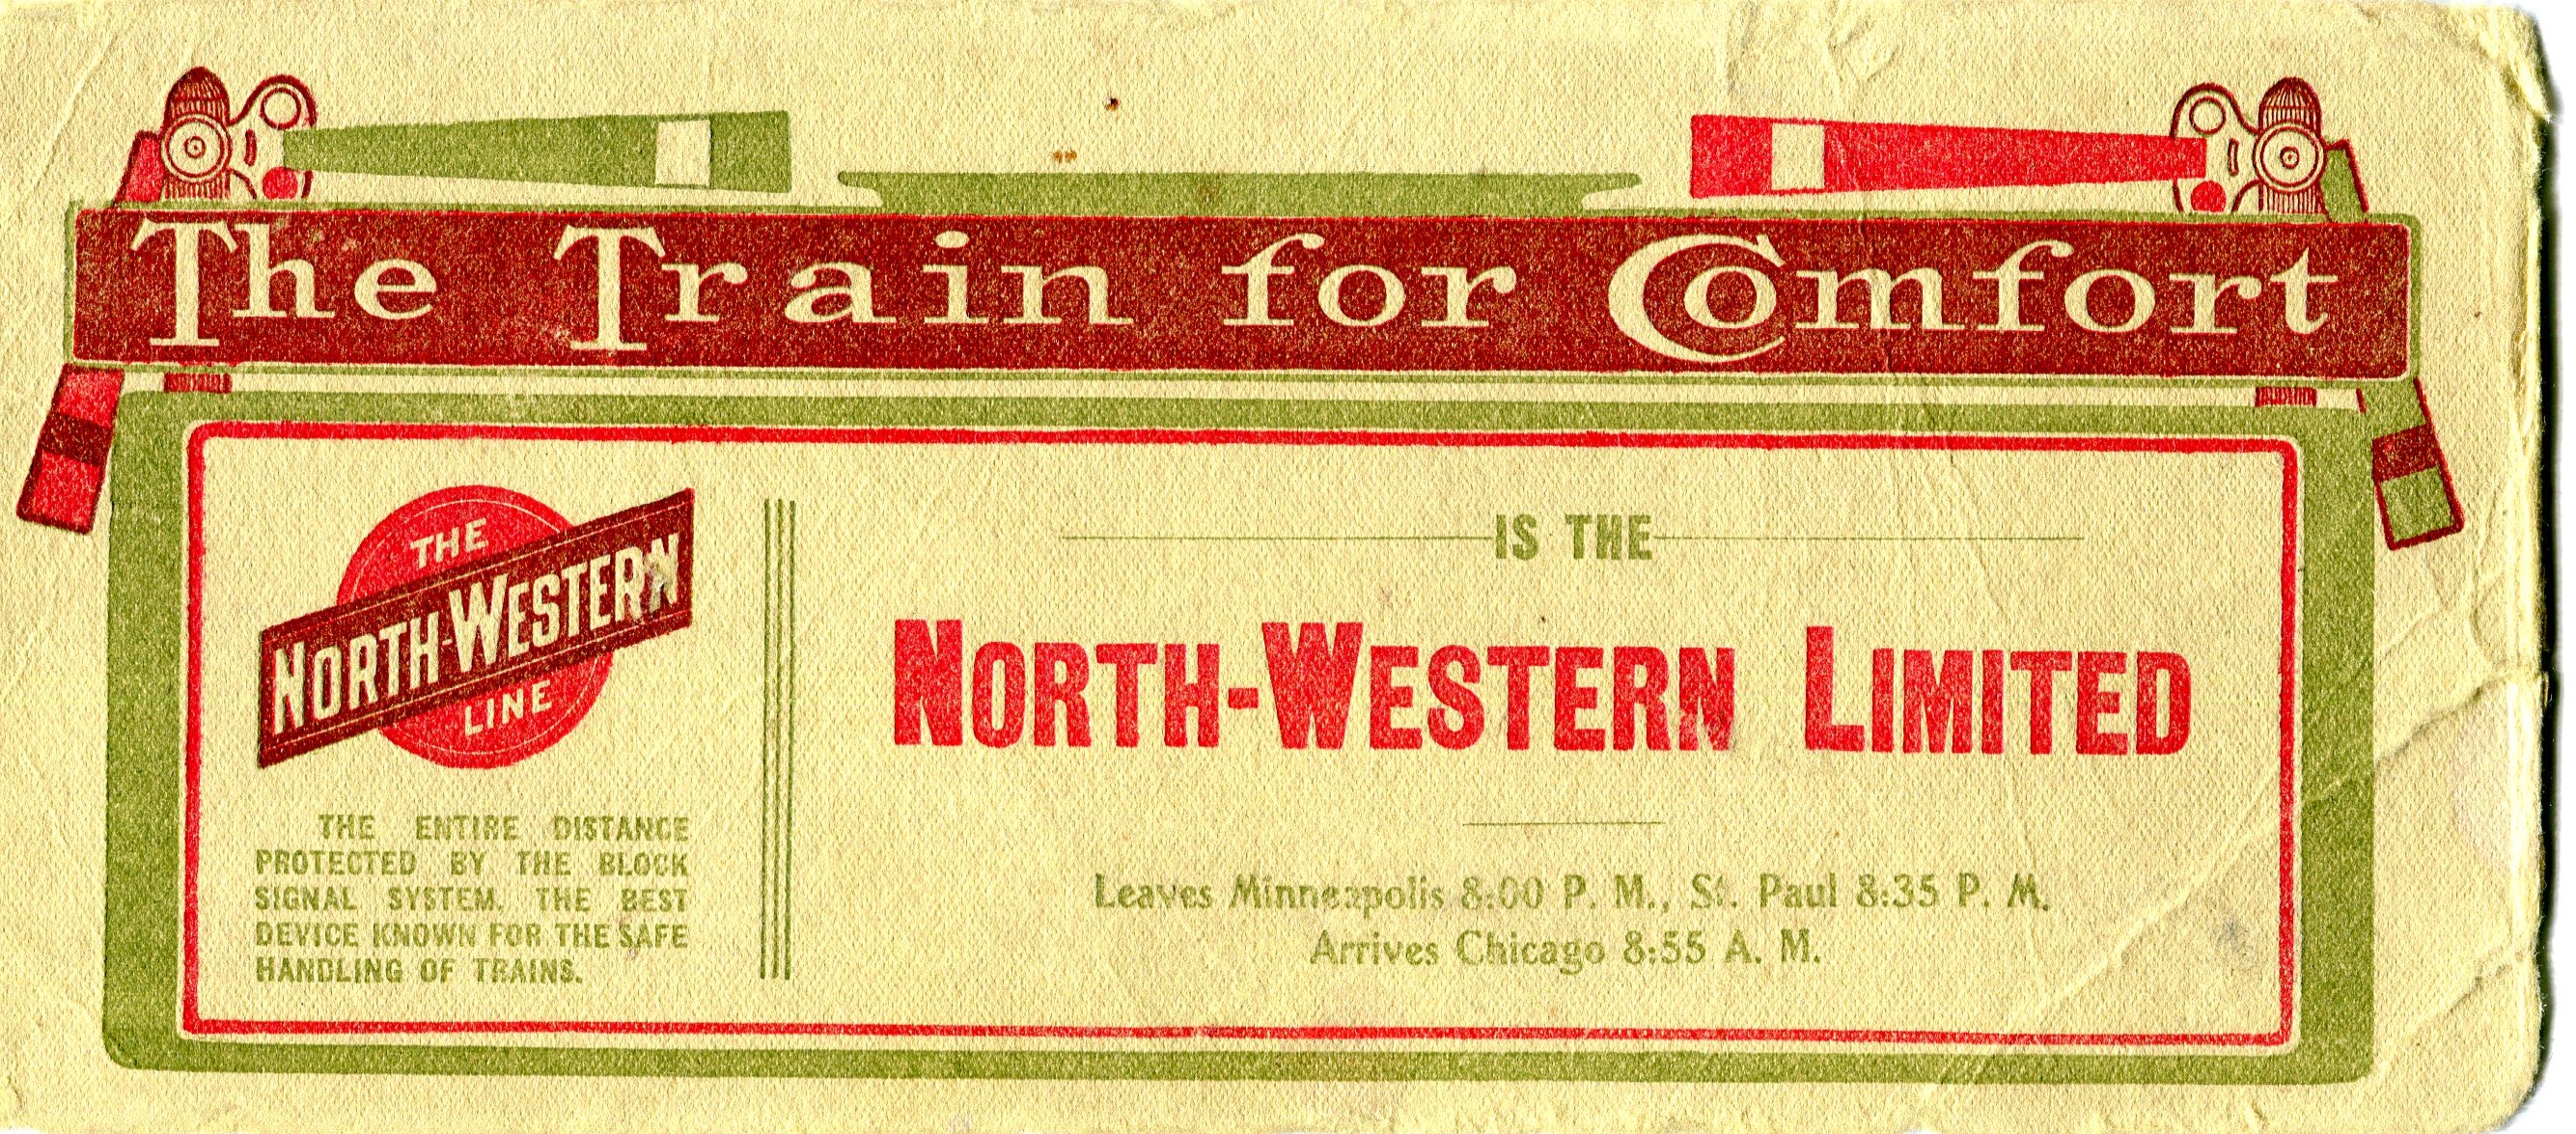 The Train for Comfort
THE
NORTH-WESTERN
LINE
THE ENTIRE DISTANCE
PROTECTED BY THE BLOCK
SIGNAL SYSTEM. THE BEST
DEVICE KNOWN FOR THE SAFE
HANDLING OF TRAINS.
IS THE
NORTH-WESTERN LIMITED
Leaves Minneapolis 8:00 P. M., St. Paul 8:35 P. M.
Arrives Chicago 8:55 A. M.